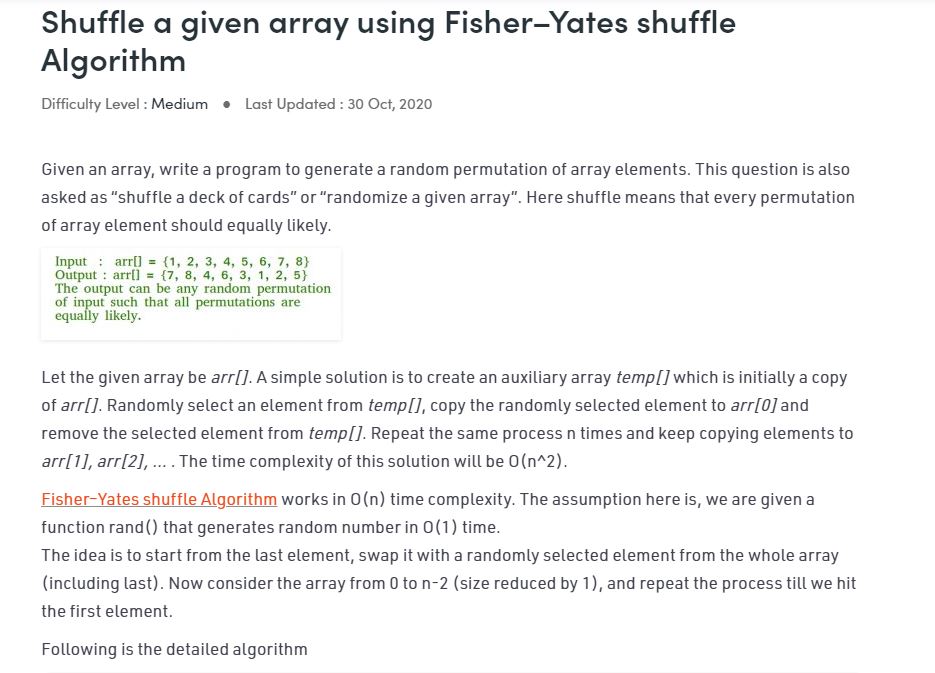 Shuffle a given array using Fisher–Yates shuffle
Algorithm
Difficulty Level : Medium ● Last Updated : 30 Oct, 2020
Given an array, write a program to generate a random permutation of array elements. This question is also
asked as “shuffle a deck of cards” or “randomize a given array”. Here shuffle means that every permutation
of array element should equally likely.
Input : arr[] = {1, 2, 3, 4, 5, 6, 7, 8}
Output : arr[] = {7, 8, 4, 6, 3, 1, 2, 5}
The output can be any random permutation
of input such that all permutations are
equally likely.
Let the given array be arr[]. A simple solution is to create an auxiliary array temp[] which is initially a copy
of arr[]. Randomly select an element from temp[], copy the randomly selected element to arr[0] and
remove the selected element from temp[]. Repeat the same process n times and keep copying elements to
arr[1], arr[2], … . The time complexity of this solution will be O(n^2).
Fisher–Yates shuffle Algorithm works in O(n) time complexity. The assumption here is, we are given a
function rand() that generates random number in O(1) time.
The idea is to start from the last element, swap it with a randomly selected element from the whole array
(including last). Now consider the array from 0 to n-2 (size reduced by 1), and repeat the process till we hit
the first element.
Following is the detailed algorithm